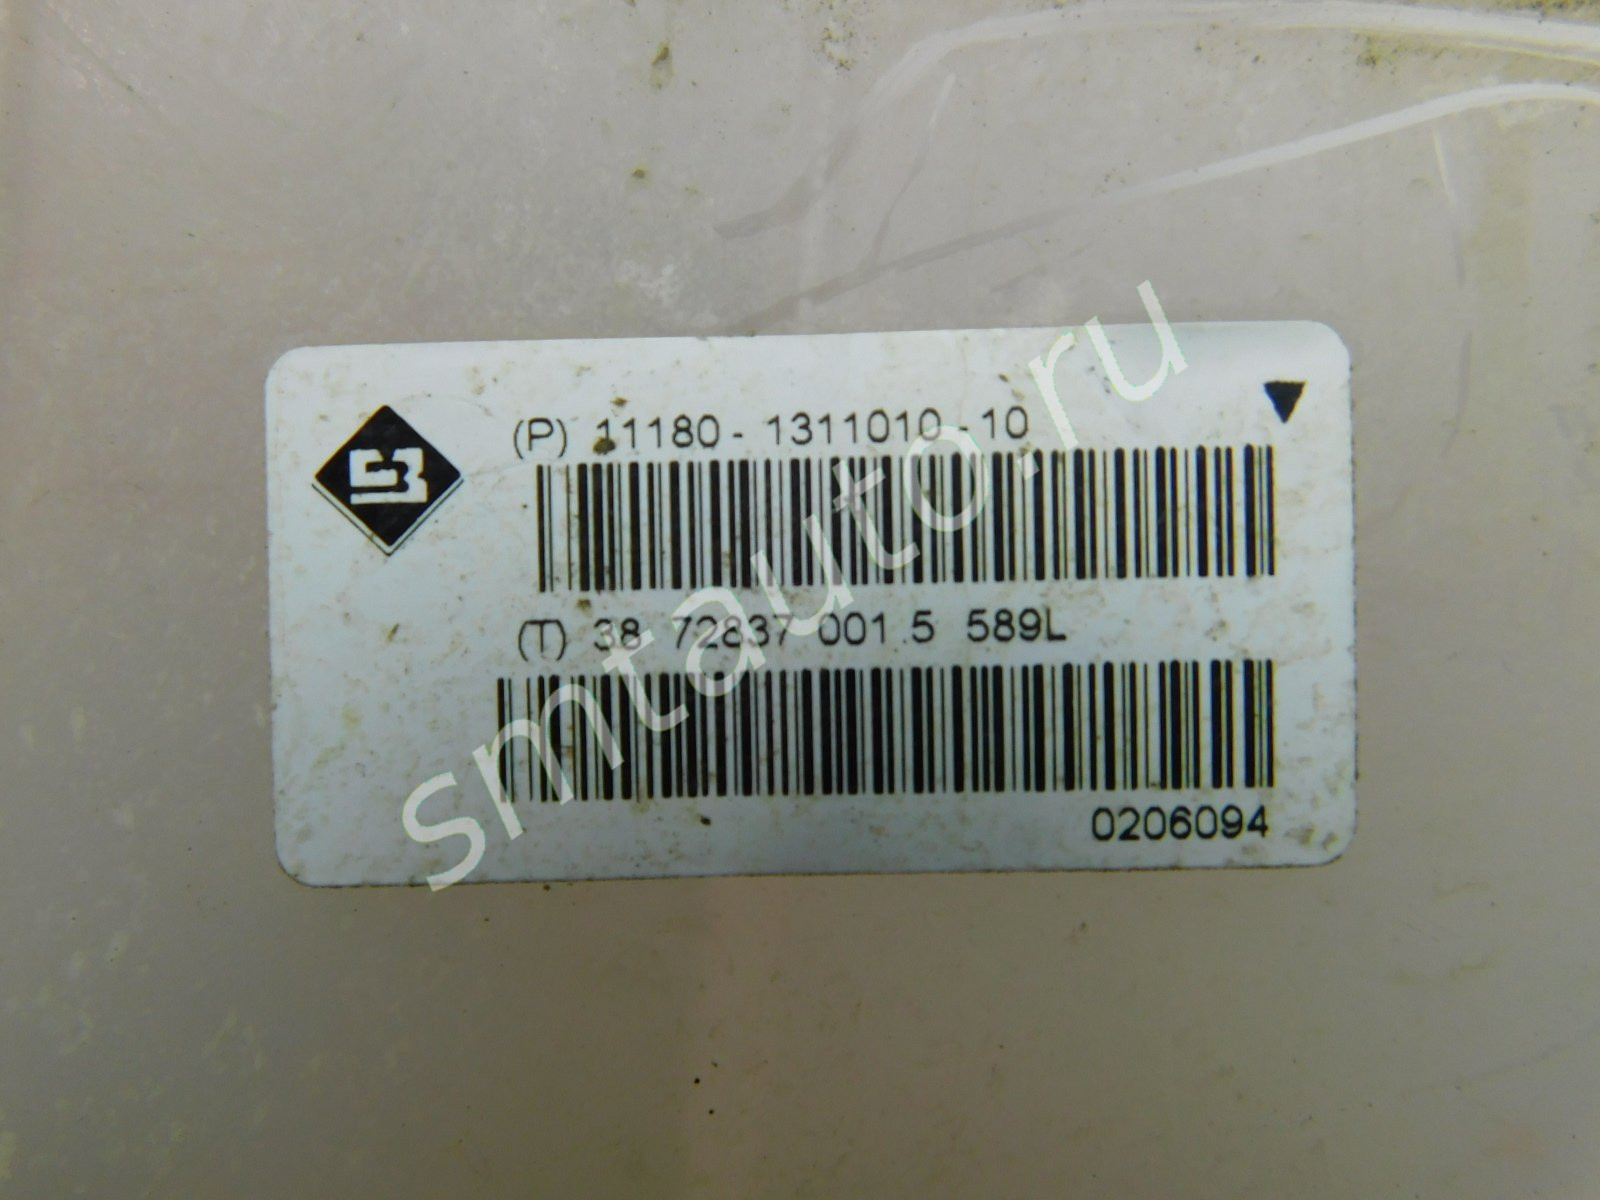 (P) 11180 - 1311010 - 10
(T) 38 72837 001 5 589L
0206094
smtauto.ru